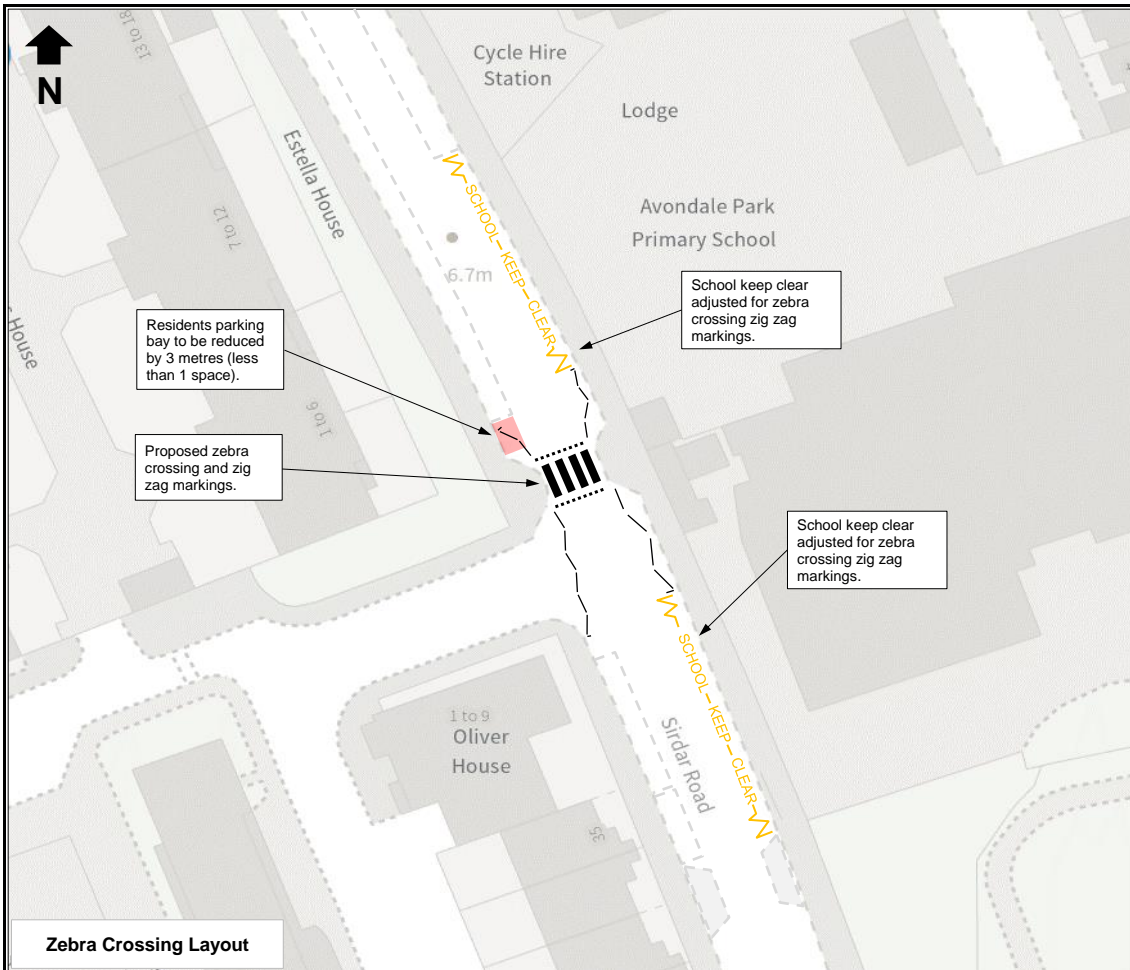 N
13 to 18
Cycle Hire
Station
Lodge
Estella House
SCHOOL KEEP CLEAR
Avondale Park
Primary School
7 to 12
6.7m
School keep clear
adjusted for zebra
crossing zig zag
markings.
Residents parking
bay to be reduced
by 3 metres (less
than 1 space).
House
1 to 6
Proposed zebra
crossing and zig
zag markings.
School keep clear
adjusted for zebra
crossing zig zag
markings.
SCHOOL KEEP CLEAR
1 to 9
Oliver
House
Sirdar Road
35
Zebra Crossing Layout